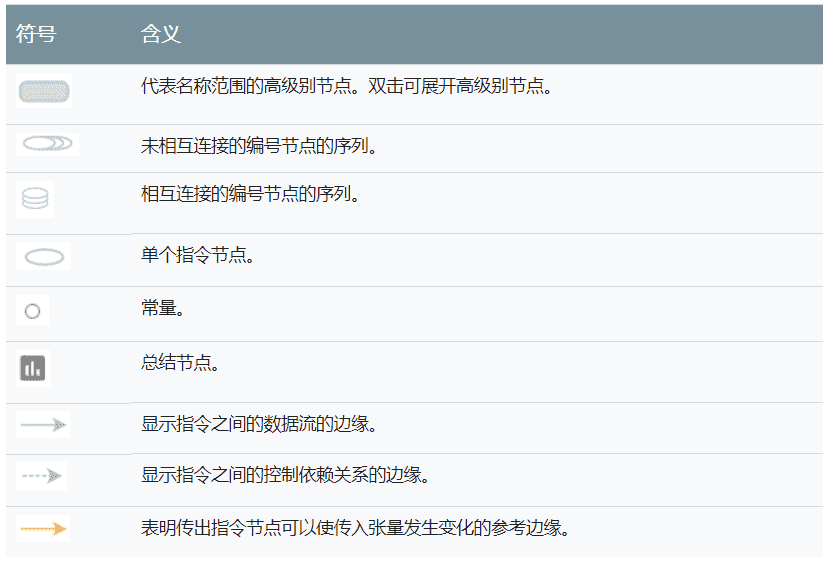 符号 含义
代表名称范围的高级别节点。双击可展开高级别节点。
未相互连接的编号节点的序列。
相互连接的编号节点的序列。
单个指令节点。
常量。
总结节点。
显示指令之间的数据流的边缘。
显示指令之间的控制依赖关系的边缘。
表明传出指令节点可以使传入张量发生变化的参考边缘。